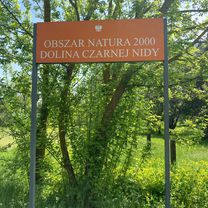 OBSZAR NATURA 2000
DOLINA CZARNEJ NIDY